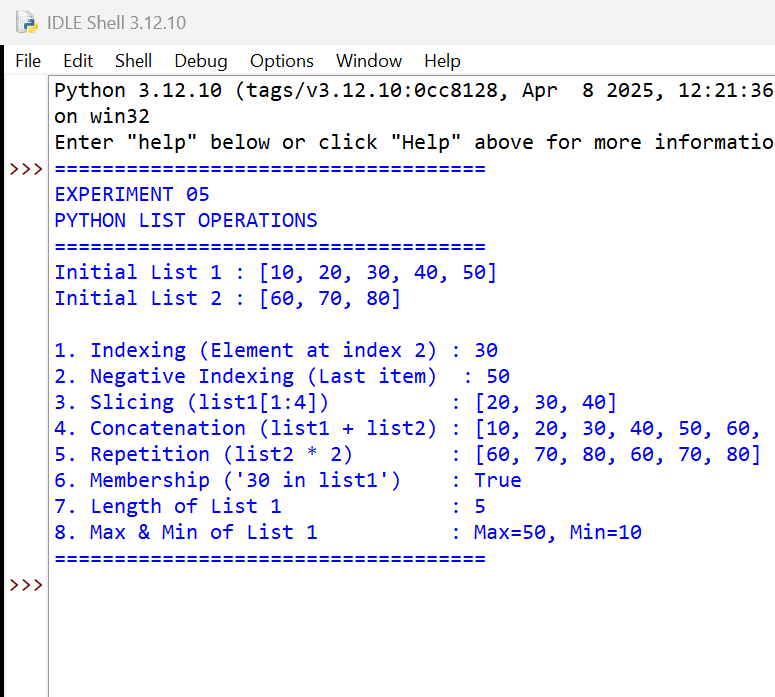 IDLE Shell 3.12.10
File Edit Shell Debug Options Window Help
Python 3.12.10 (tags/v3.12.10:0cc8128, Apr  8 2025, 12:21:36
on win32
Enter "help" below or click "Help" above for more informatio
>>> ====================================
EXPERIMENT 05
PYTHON LIST OPERATIONS
====================================
Initial List 1 : [10, 20, 30, 40, 50]
Initial List 2 : [60, 70, 80]
1. Indexing (Element at index 2) : 30
2. Negative Indexing (Last item)  : 50
3. Slicing (list1[1:4])          : [20, 30, 40]
4. Concatenation (list1 + list2) : [10, 20, 30, 40, 50, 60,
5. Repetition (list2 * 2)        : [60, 70, 80, 60, 70, 80]
6. Membership ('30 in list1')    : True
7. Length of List 1              : 5
8. Max & Min of List 1           : Max=50, Min=10
====================================
>>>